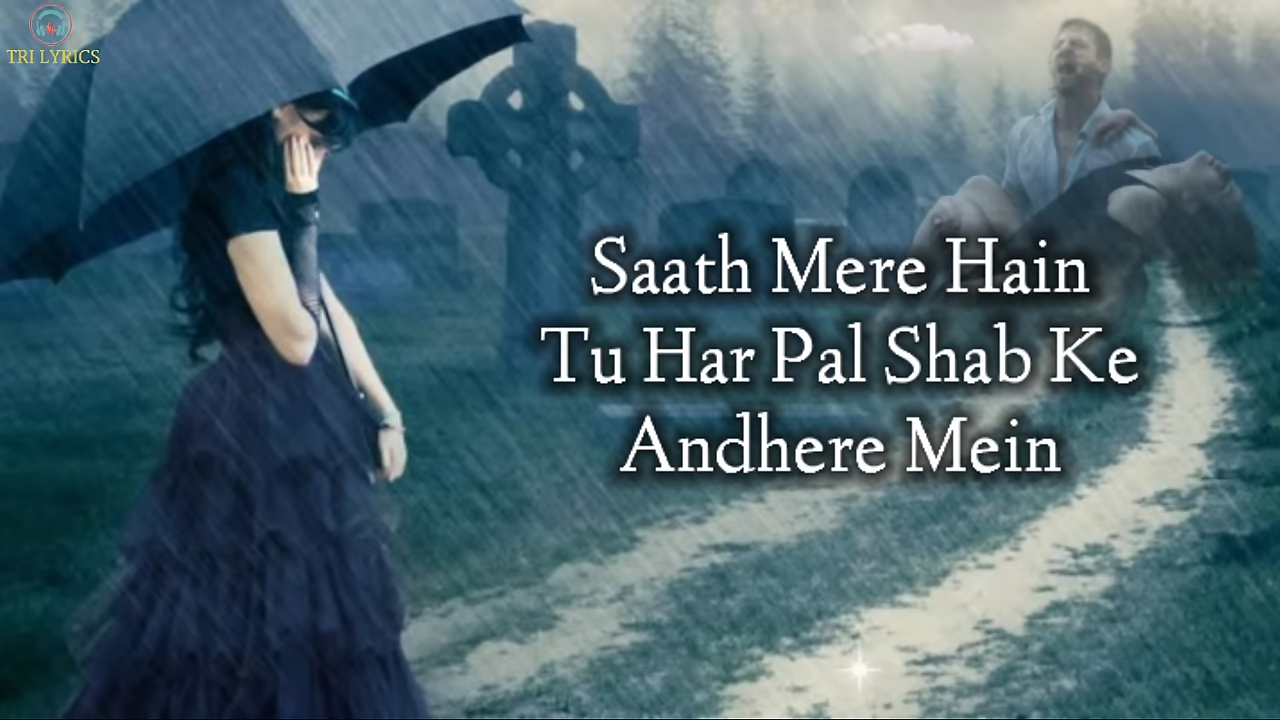 TRI LYRICS
Saath Mere Hain
Tu Har Pal Shab Ke
Andhere Mein